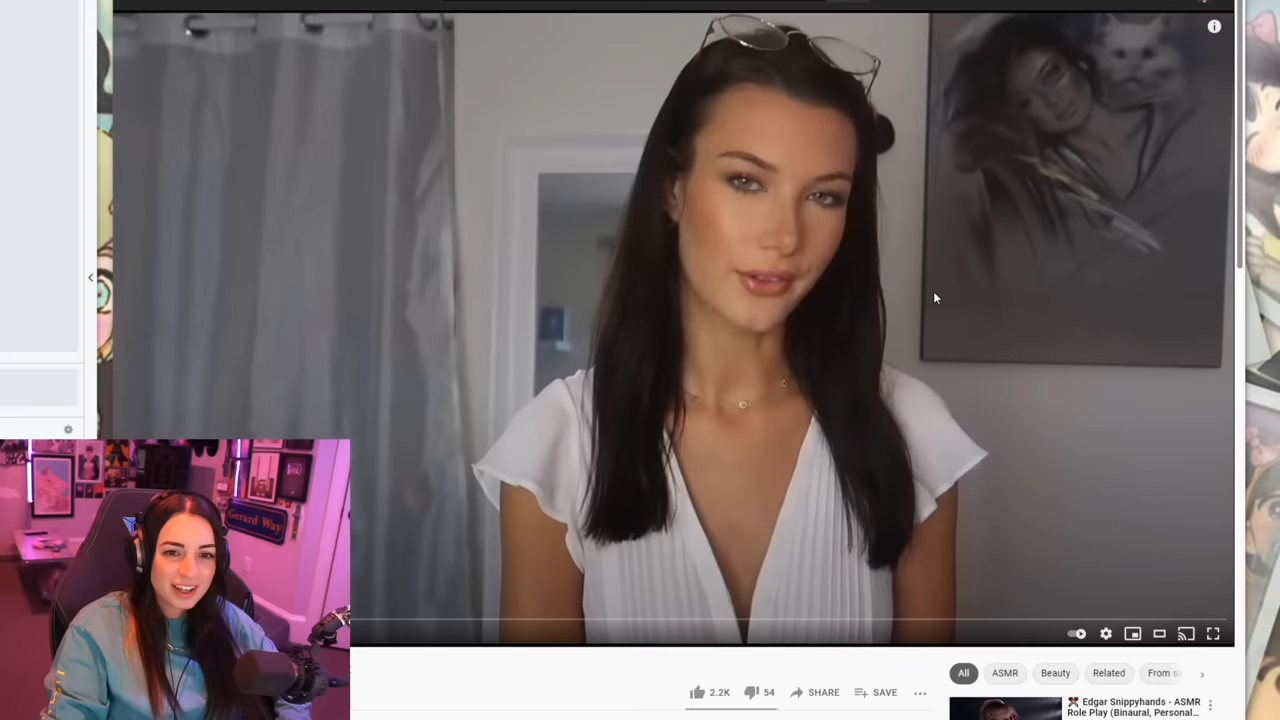 Gerard Way
2.2K 54 SHARE SAVE
All ASMR Beauty Related From
Edgar Snippyhands - ASMR
Role Play (Binaural, Personal...